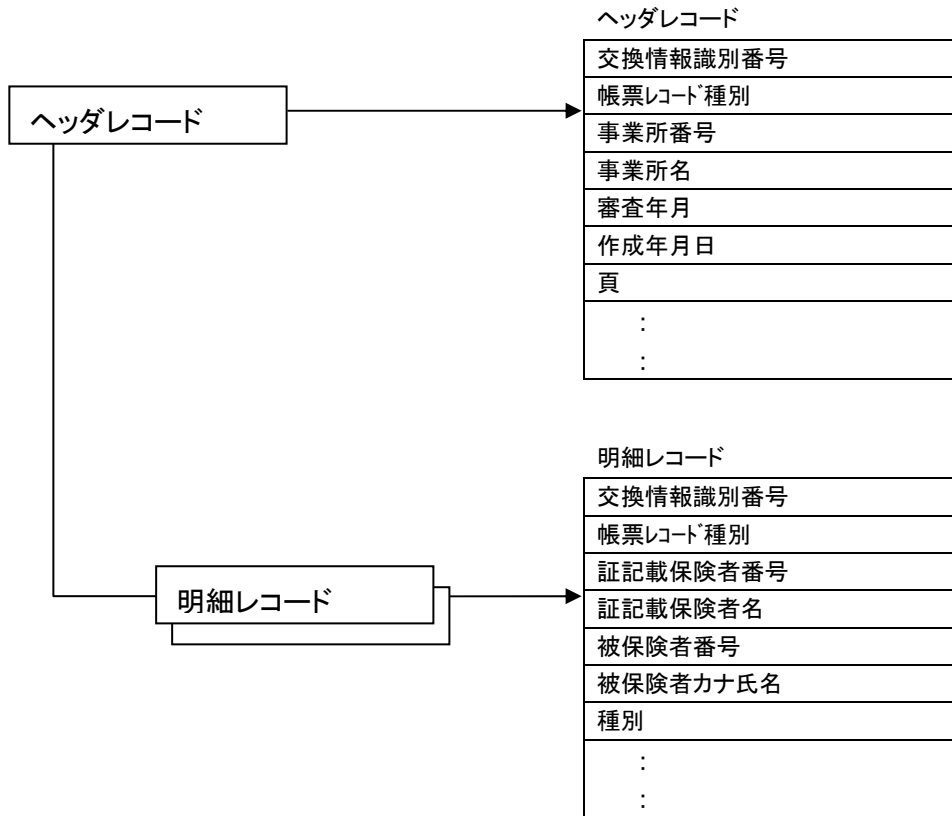 ヘッダレコード
交換情報識別番号
帳票ﾚｺｰﾄﾞ種別
事業所番号
事業所名
審査年月
作成年月日
頁
:
:
ヘッダレコード
明細レコード
交換情報識別番号
帳票ﾚｺｰﾄﾞ種別
証記載保険者番号
証記載保険者名
被保険者番号
被保険者カナ氏名
種別
:
:
明細レコード